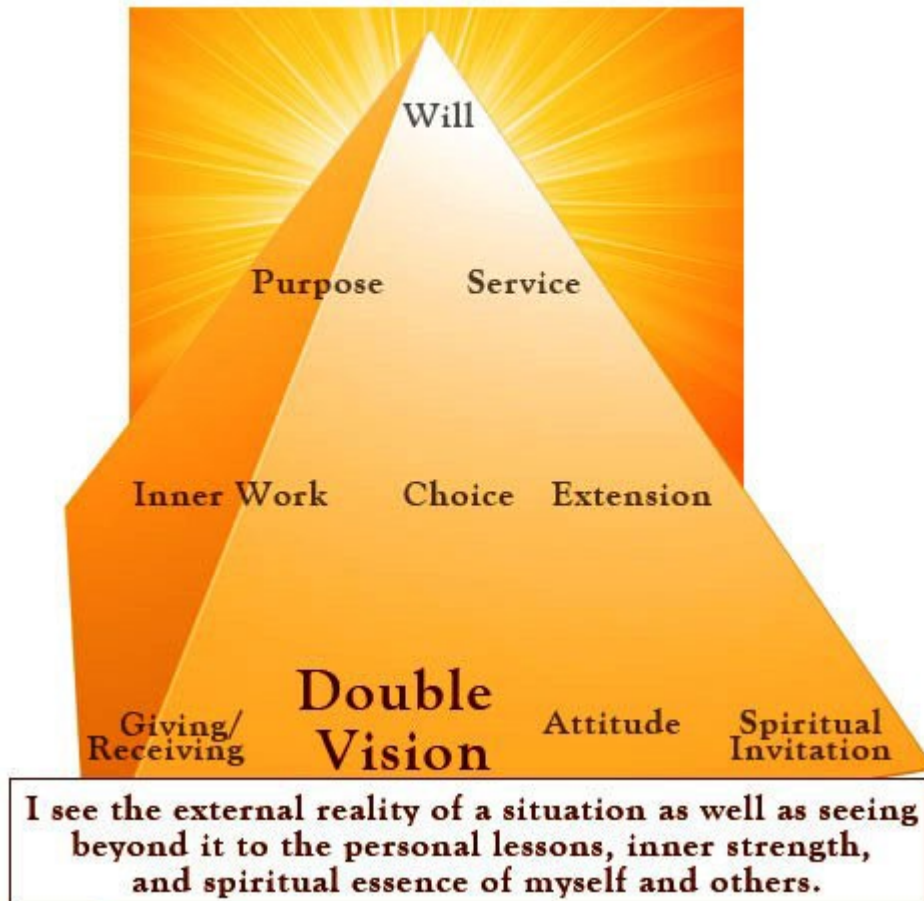 Will
Purpose Service
Inner Work Choice Extension
Giving/
Receiving
Double
Vision
Attitude
Spiritual
Invitation
I see the external reality of a situation as well as seeing
beyond it to the personal lessons, inner strength,
and spiritual essence of myself and others.